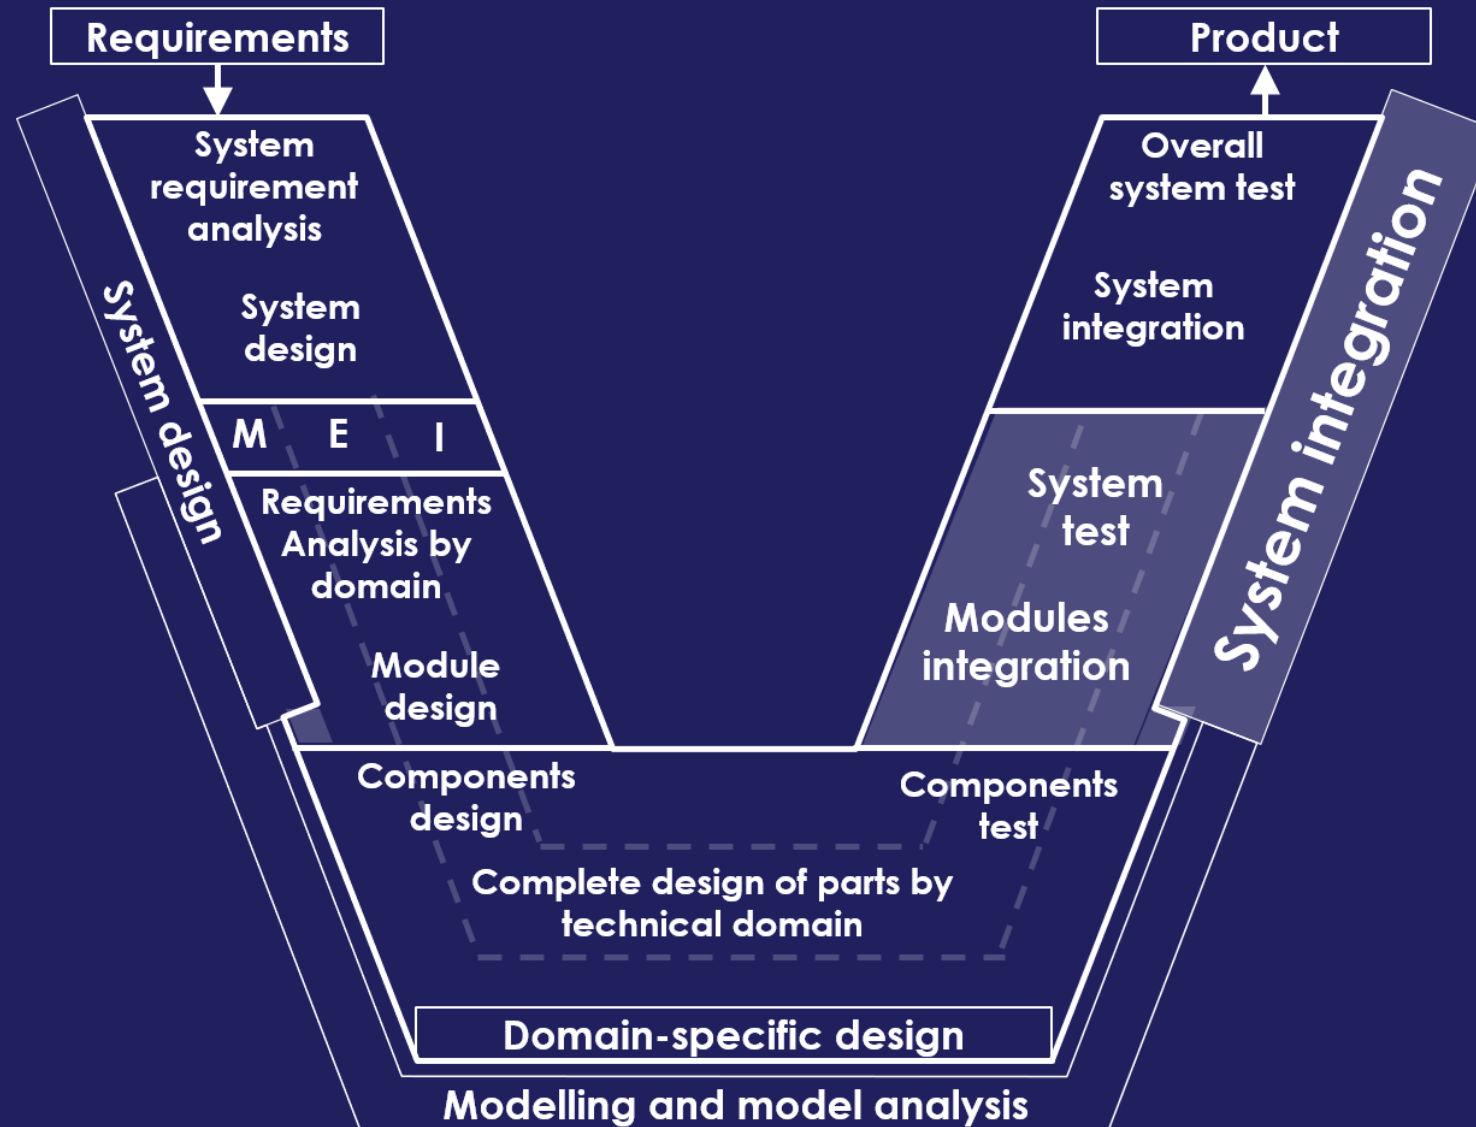 Requirements
System
requirement
analysis
System
design
System design
M E I
Requirements
Analysis by
domain
Module
design
Components
design
Complete design of parts by
technical domain
Domain-specific design
Modelling and model analysis
Components
test
Modules
integration
System
test
System
integration
Overall
system test
System integration
Product